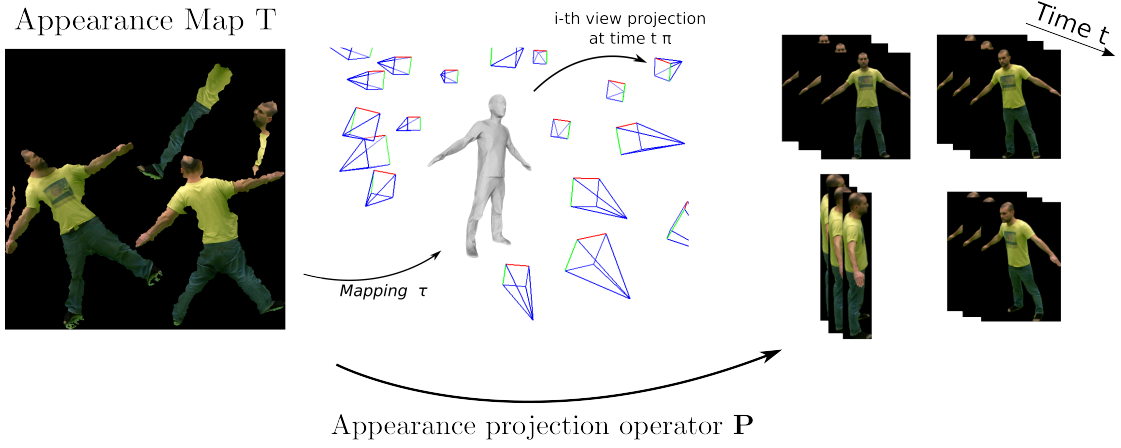 Appearance Map T
i-th view projection
at time t π
Time t
Mapping τ
Appearance projection operator P